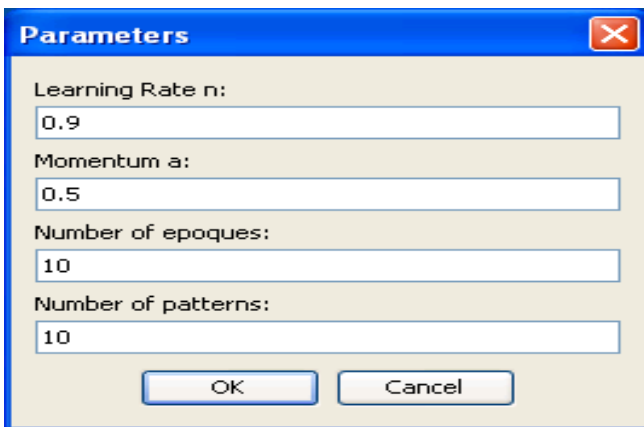 Parameters
Learning Rate n:
0.9
Momentum a:
0.5
Number of epoques:
10
Number of patterns:
10
OK Cancel